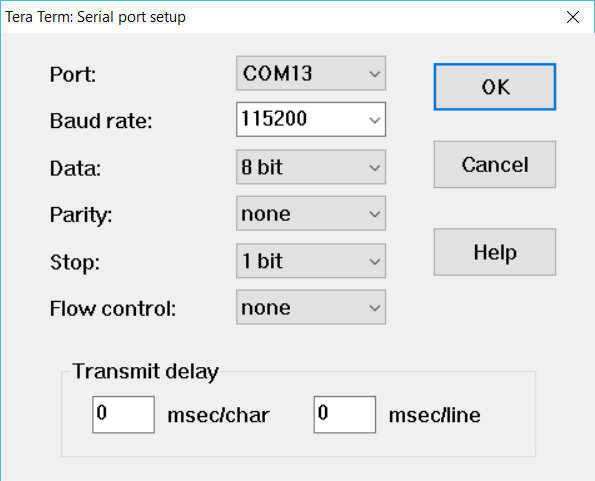 Tera Term: Serial port setup
Port: COM13 OK
Baud rate: 115200
Data: 8 bit Cancel
Parity: none
Stop: 1 bit Help
Flow control: none
Transmit delay
0 msec/char 0 msec/line